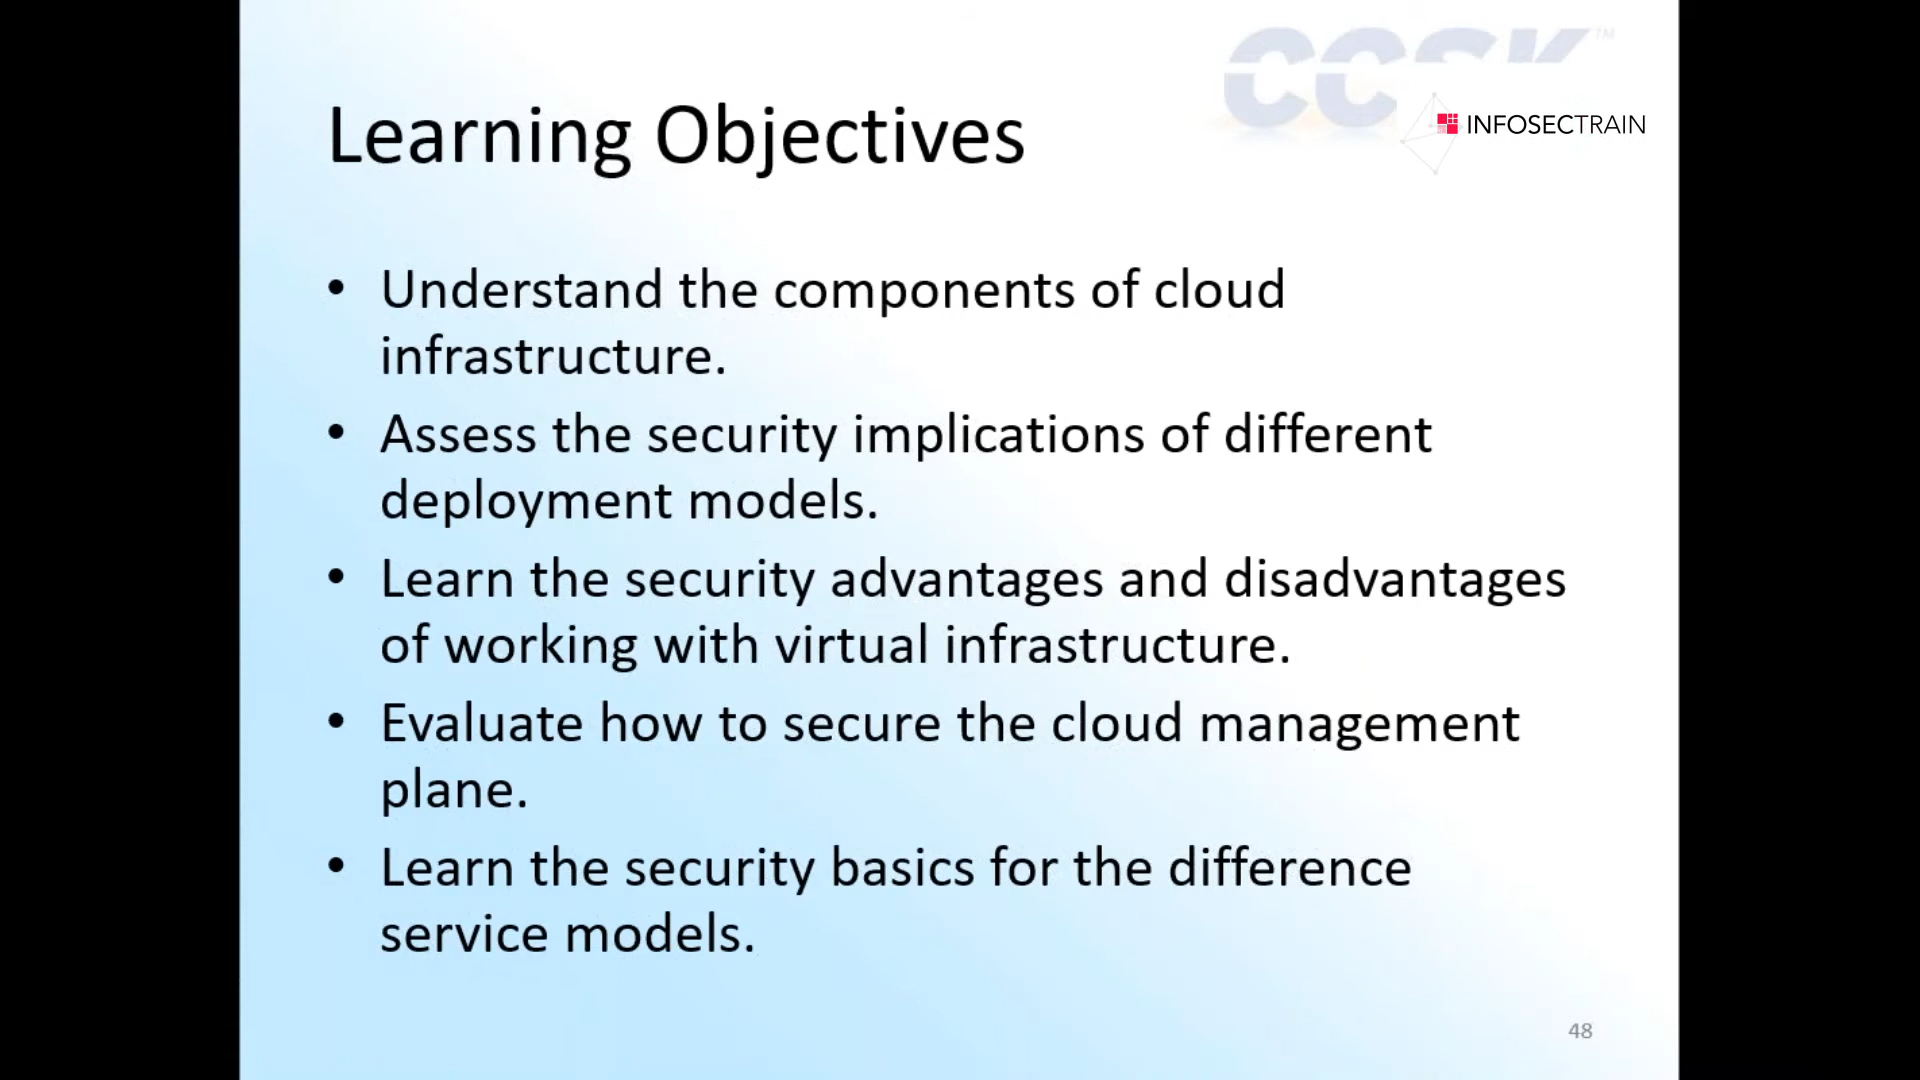 CCSK™
INFOSECTRAIN
Learning Objectives
• Understand the components of cloud
infrastructure.
• Assess the security implications of different
deployment models.
• Learn the security advantages and disadvantages
of working with virtual infrastructure.
• Evaluate how to secure the cloud management
plane.
• Learn the security basics for the difference
service models.
48